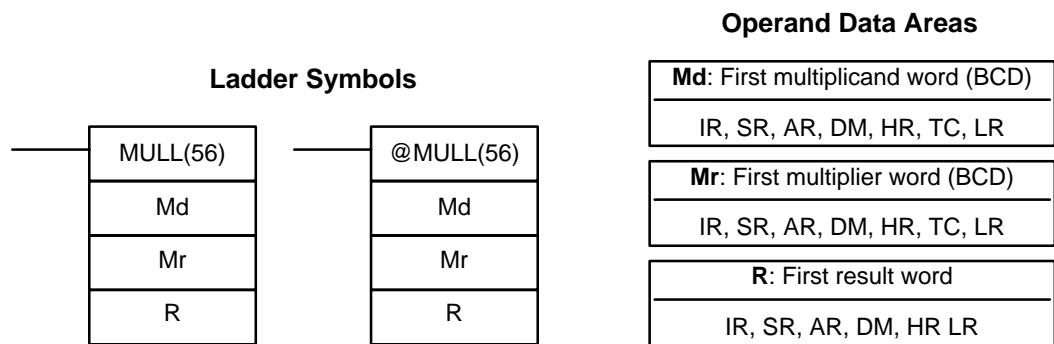 Operand Data Areas
Ladder Symbols
MULL(56)
Md
Mr
R
@MULL(56)
Md
Mr
R
Md: First multiplicand word (BCD)
IR, SR, AR, DM, HR, TC, LR
Mr: First multiplier word (BCD)
IR, SR, AR, DM, HR, TC, LR
R: First result word
IR, SR, AR, DM, HR LR